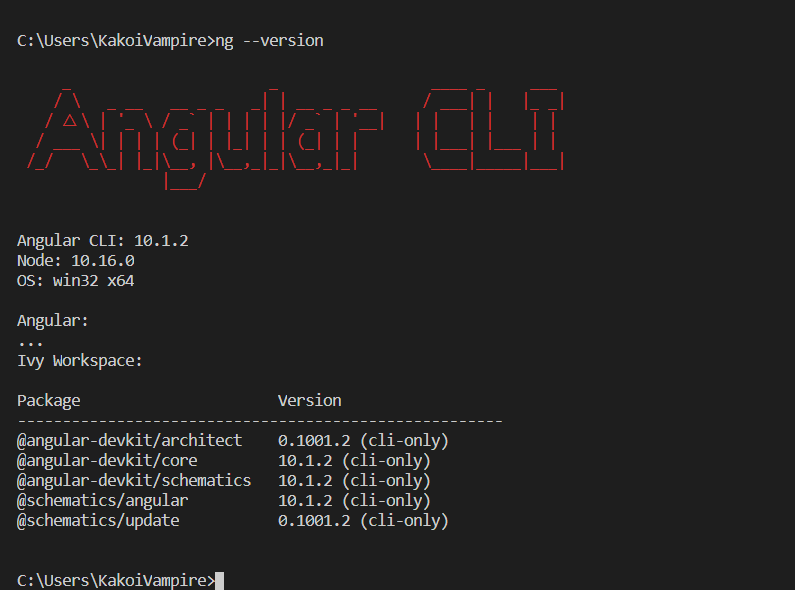 C:\Users\KakoiVampire>ng --version
Angular CLI
Angular CLI: 10.1.2
Node: 10.16.0
OS: win32 x64
Angular:
...
Ivy Workspace:
Package Version
------------------------------------------------------
@angular-devkit/architect 0.1001.2 (cli-only)
@angular-devkit/core 10.1.2 (cli-only)
@angular-devkit/schematics 10.1.2 (cli-only)
@schematics/angular 10.1.2 (cli-only)
@schematics/update 0.1001.2 (cli-only)
C:\Users\KakoiVampire>